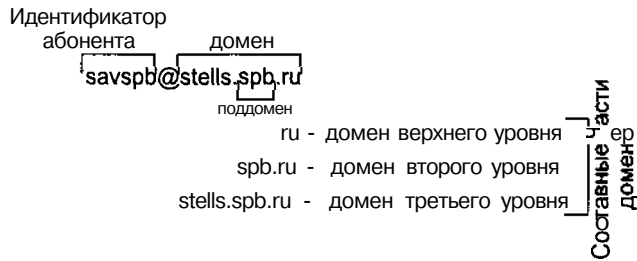 Идентификатор
абонента домен
savspb@stells.spb.ru
поддомен
ru - домен верхнего уровня
spb.ru - домен второго уровня
stells.spb.ru - домен третьего уровня
Составные части
домен
ер